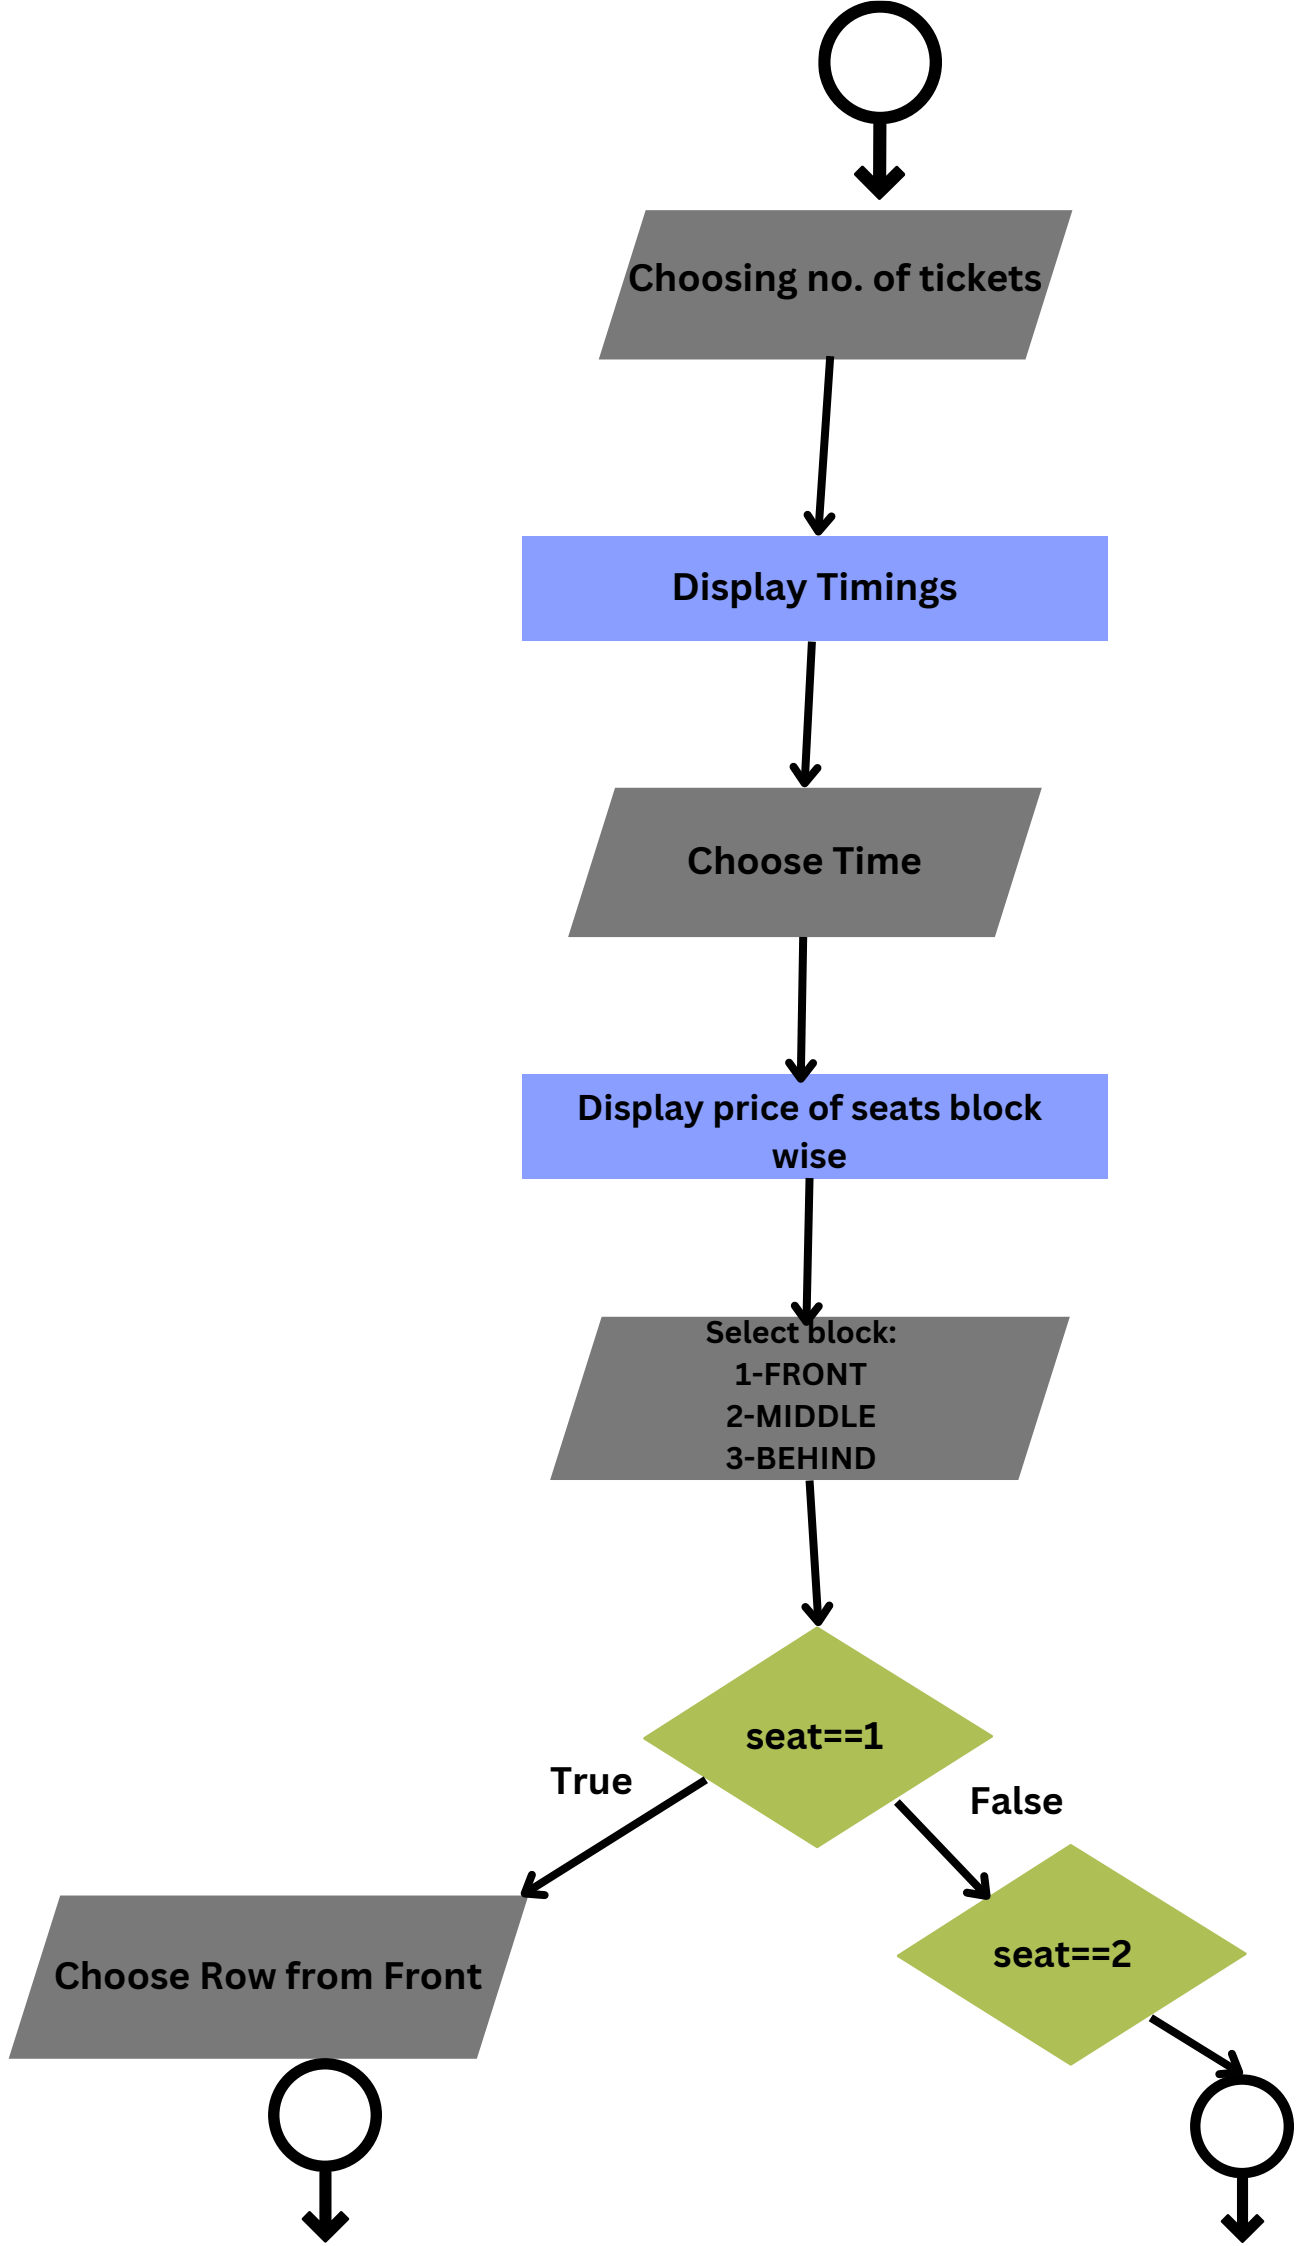 Choosing no. of tickets
Display Timings
Choose Time
Display price of seats block
wise
Select block:
1-FRONT
2-MIDDLE
3-BEHIND
seat==1
True
False
seat==2
Choose Row from Front